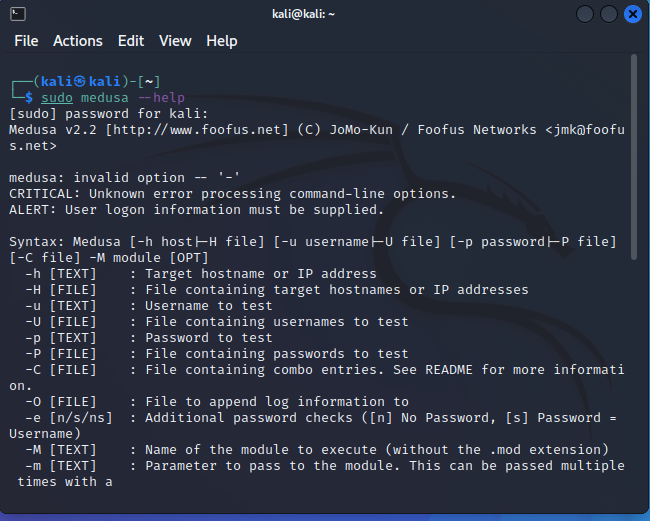 kali@kali: ~
File Actions Edit View Help
┌──(kali㉿kali)-[~]
└─$ sudo medusa --help
[sudo] password for kali:
Medusa v2.2 [http://www.foofus.net] (C) JoMo-Kun / Foofus Networks <jmk@foofu
s.net>
medusa: invalid option -- '-'
CRITICAL: Unknown error processing command-line options.
ALERT: User logon information must be supplied.
Syntax: Medusa [-h host|-H file] [-u username|-U file] [-p password|-P file]
[-C file] -M module [OPT]
-h [TEXT] : Target hostname or IP address
-H [FILE] : File containing target hostnames or IP addresses
-u [TEXT] : Username to test
-U [FILE] : File containing usernames to test
-p [TEXT] : Password to test
-P [FILE] : File containing passwords to test
-C [FILE] : File containing combo entries. See README for more informati
on.
-O [FILE] : File to append log information to
-e [n/s/ns] : Additional password checks ([n] No Password, [s] Password =
Username)
-M [TEXT] : Name of the module to execute (without the .mod extension)
-m [TEXT] : Parameter to pass to the module. This can be passed multiple
times with a